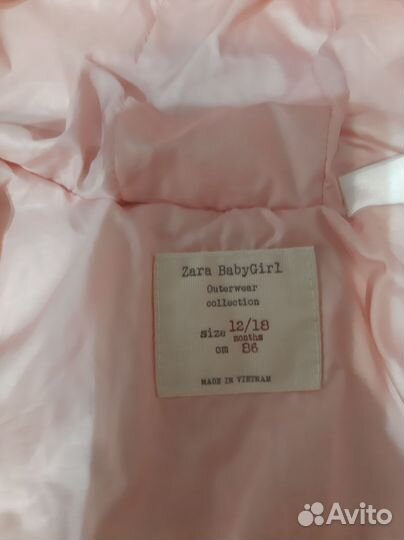 Zara BabyGirl
Outerwear
collection
size 12/18
months
cm 86
MADE IN VIETNAM
Avito